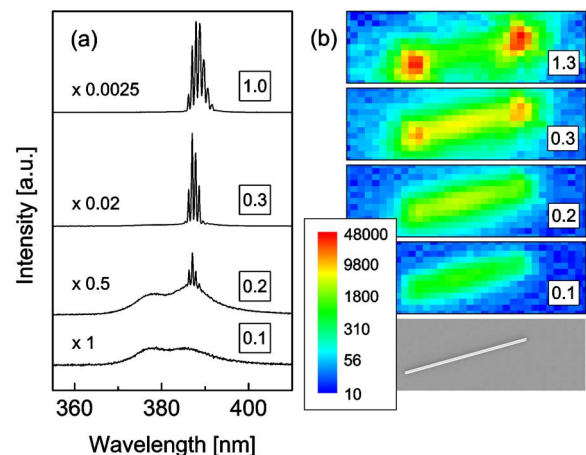 (a)
x 0.0025
1.0
x 0.02
0.3
x 0.5
0.2
x 1
0.1
Intensity [a.u.]
360
380
400
Wavelength [nm]
(b)
1.3
0.3
0.2
0.1
48000
9800
1800
310
56
10